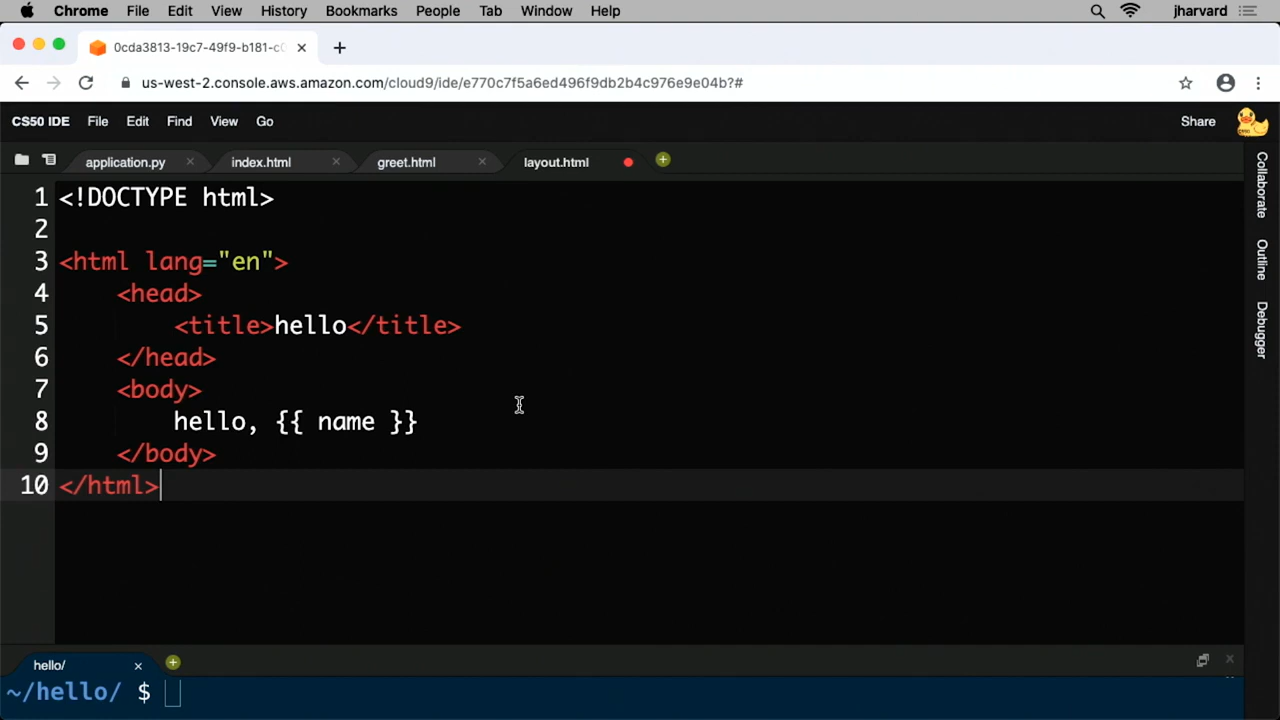 Chrome File Edit View History Bookmarks People Tab Window Help jharvard
0cda3813-19c7-49f9-b181-c
us-west-2.console.aws.amazon.com/cloud9/ide/e770c7f5a6ed496f9db2b4c976e9e04b?#
CS50 IDE File Edit Find View Go Share
application.py index.html greet.html layout.html
1 <!DOCTYPE html>
2
3 <html lang="en">
4 <head>
5 <title>hello</title>
6 </head>
7 <body>
8 hello, {{ name }}
9 </body>
10 </html>
Collaborate
Outline
Debugger
hello/
~/hello/ $